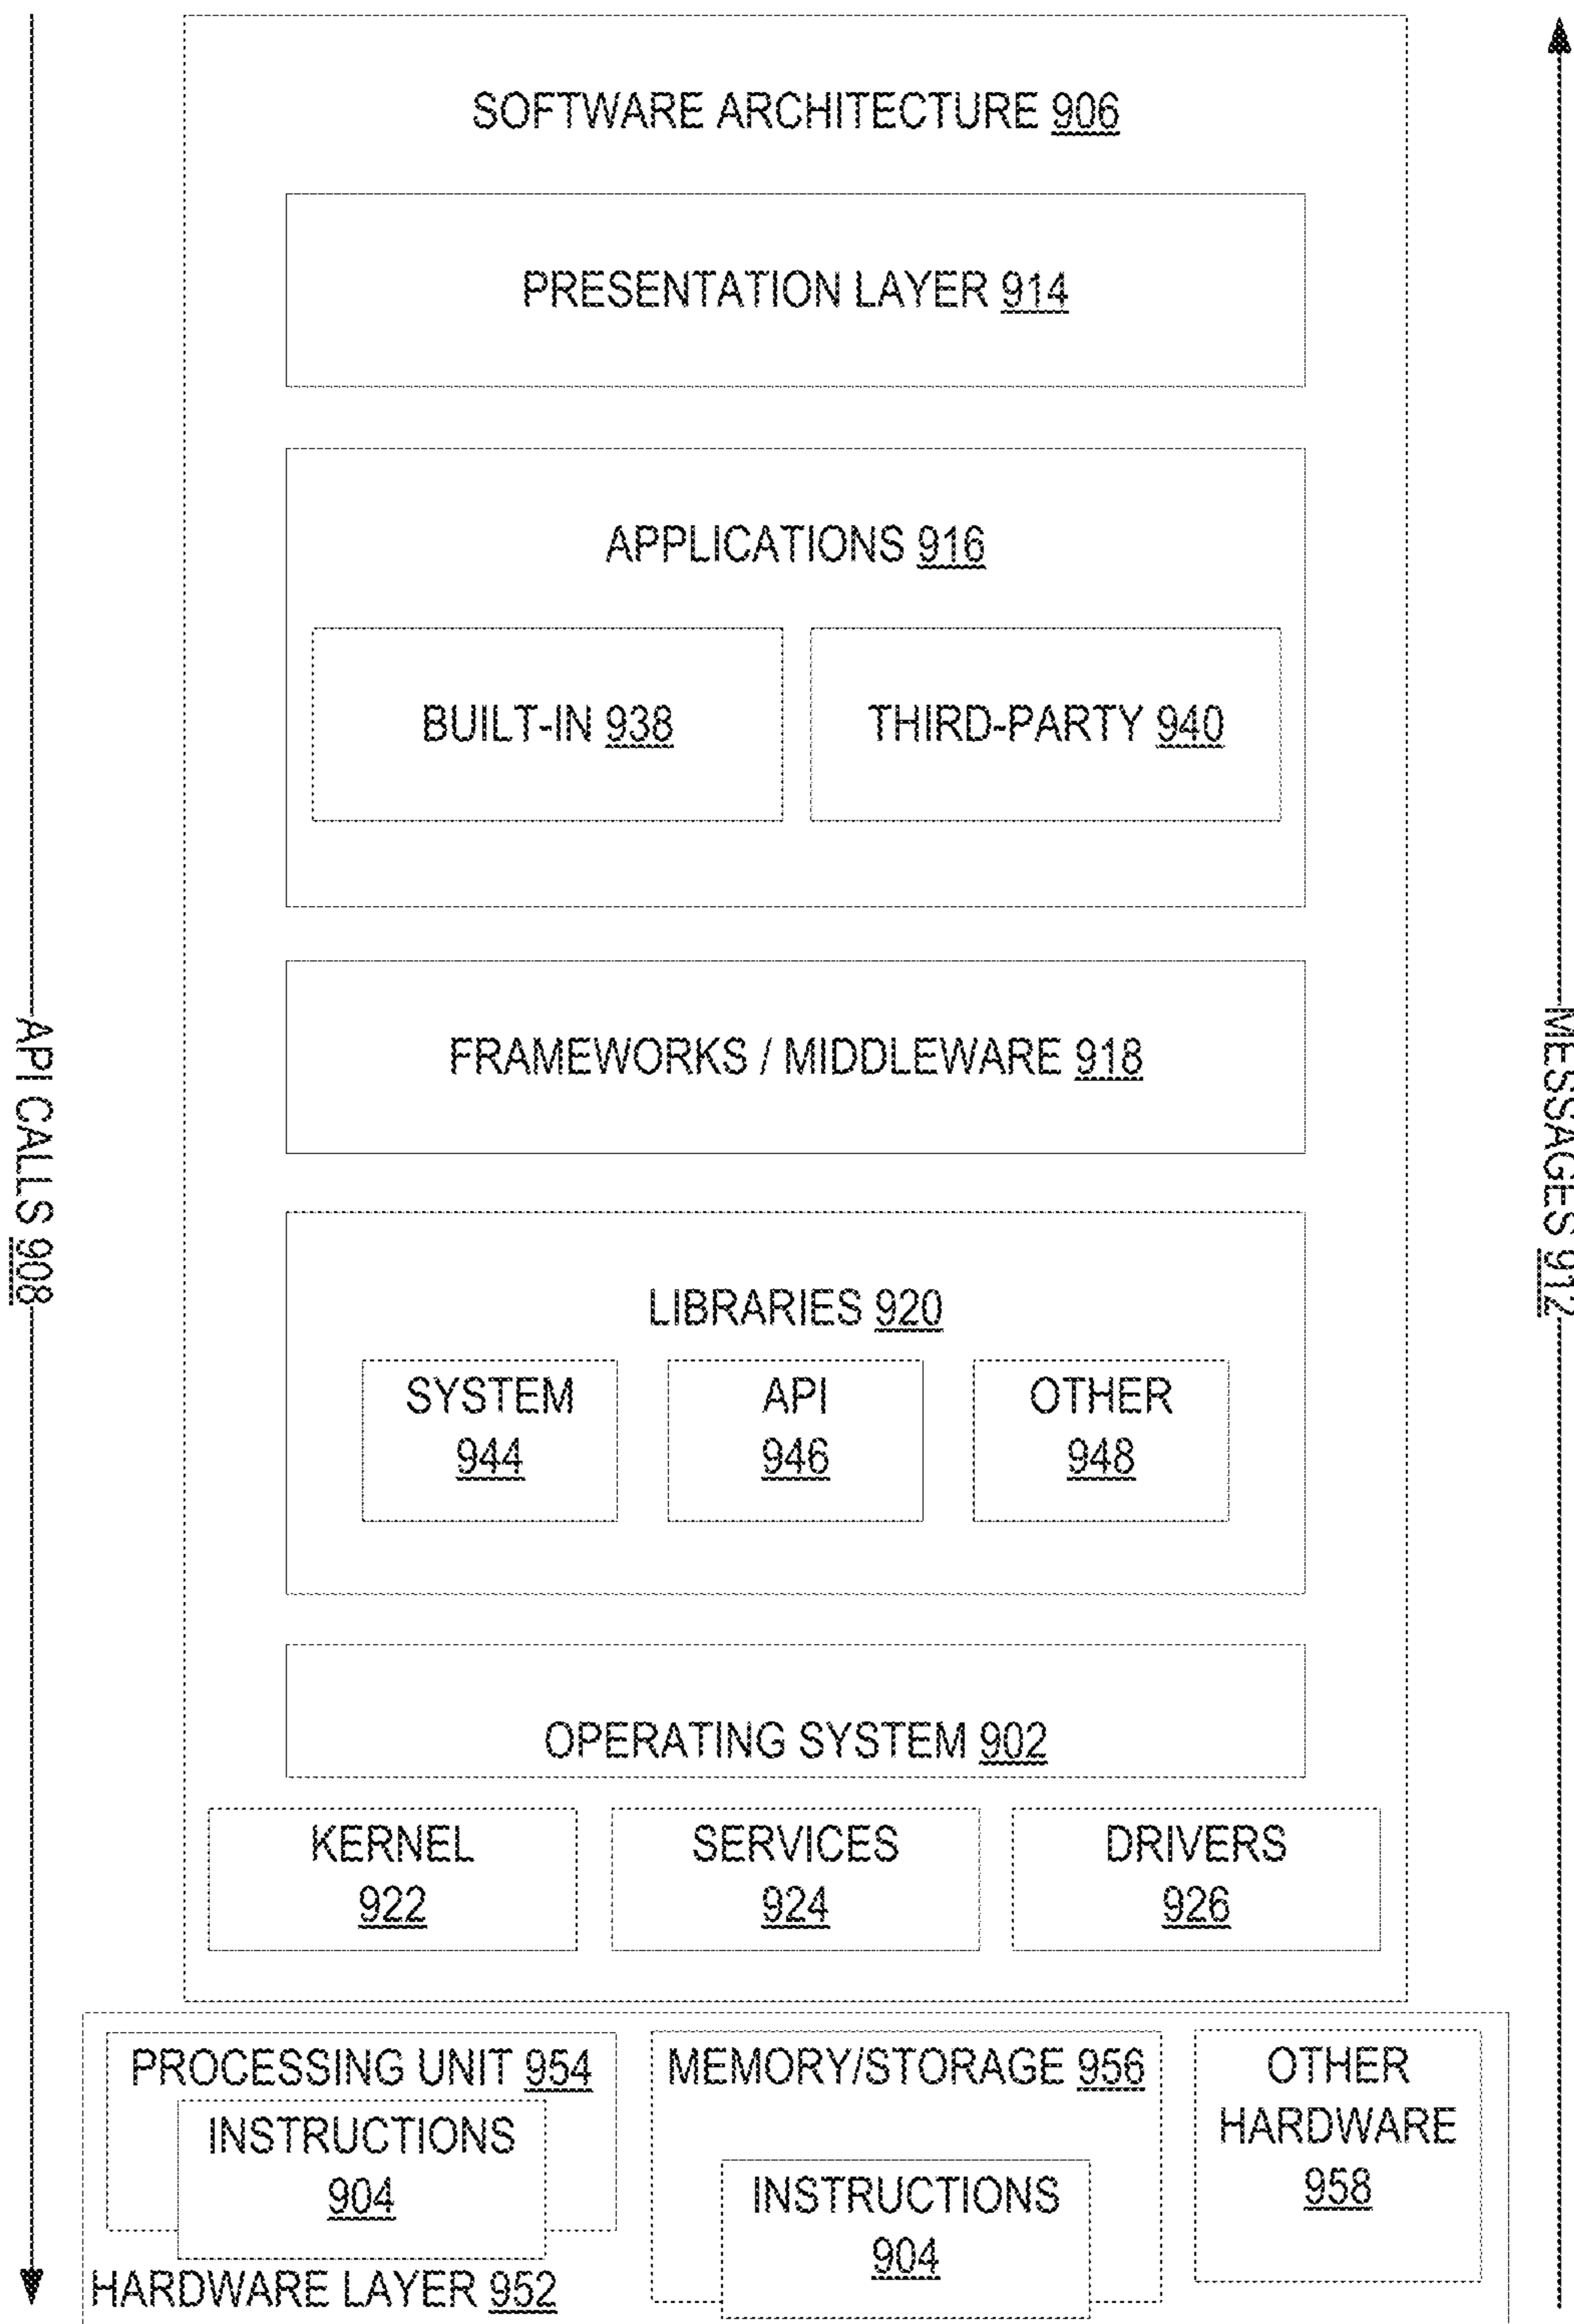 SOFTWARE ARCHITECTURE 906
PRESENTATION LAYER 914
APPLICATIONS 916
BUILT-IN 938
THIRD-PARTY 940
FRAMEWORKS / MIDDLEWARE 918
API CALLS 908
MESSAGES 912
LIBRARIES 920
SYSTEM
944
API
946
OTHER
948
OPERATING SYSTEM 902
KERNEL
922
SERVICES
924
DRIVERS
926
PROCESSING UNIT 954
INSTRUCTIONS
904
MEMORY/STORAGE 956
INSTRUCTIONS
904
OTHER
HARDWARE
958
HARDWARE LAYER 952